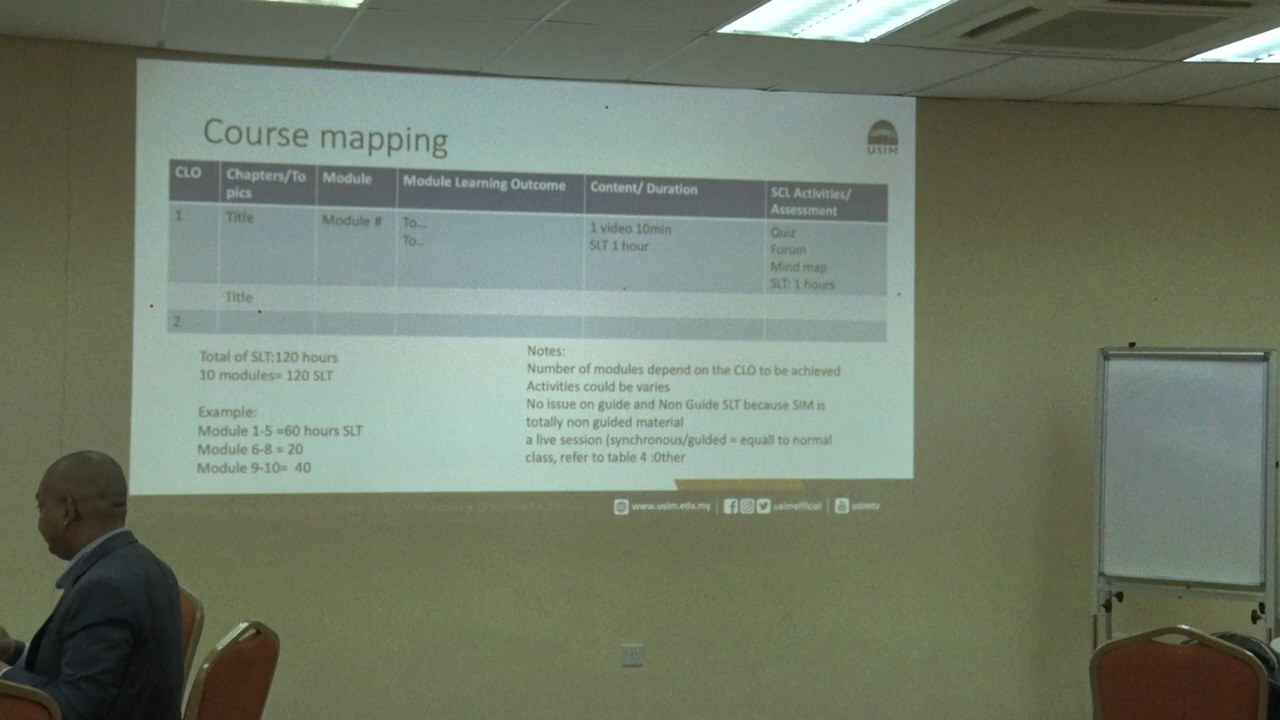 Course mapping
USIM
CLO
Chapters/To
pics
Module
Module Learning Outcome
Content/ Duration
SCL Activities/
Assessment
1
Title
Module #
To...
To..
1 video 10min
SLT 1 hour
Quiz
Forum
Mind map
SLT: 1 hours
Title
2
Total of SLT:120 hours
10 modules= 120 SLT
Example:
Module 1-5 =60 hours SLT
Module 6-8 = 20
Module 9-10= 40
Notes:
Number of modules depend on the CLO to be achieved
Activities could be varies
No issue on guide and Non Guide SLT because SIM is
totally non guided material
a live session (synchronous/guided = equall to normal
class, refer to table 4 :Other
www.usim.edu.my
usimofficial
usimtv